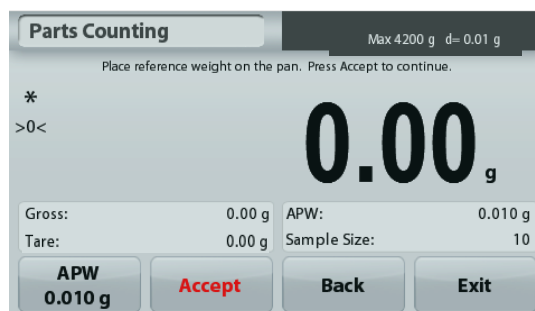 Parts Counting
Max 4200 g d= 0.01 g
Place reference weight on the pan. Press Accept to continue.
*
>0<
0.00 g
Gross: 0.00 g
Tare: 0.00 g
APW: 0.010 g
Sample Size: 10
APW
0.010 g
Accept
Back
Exit